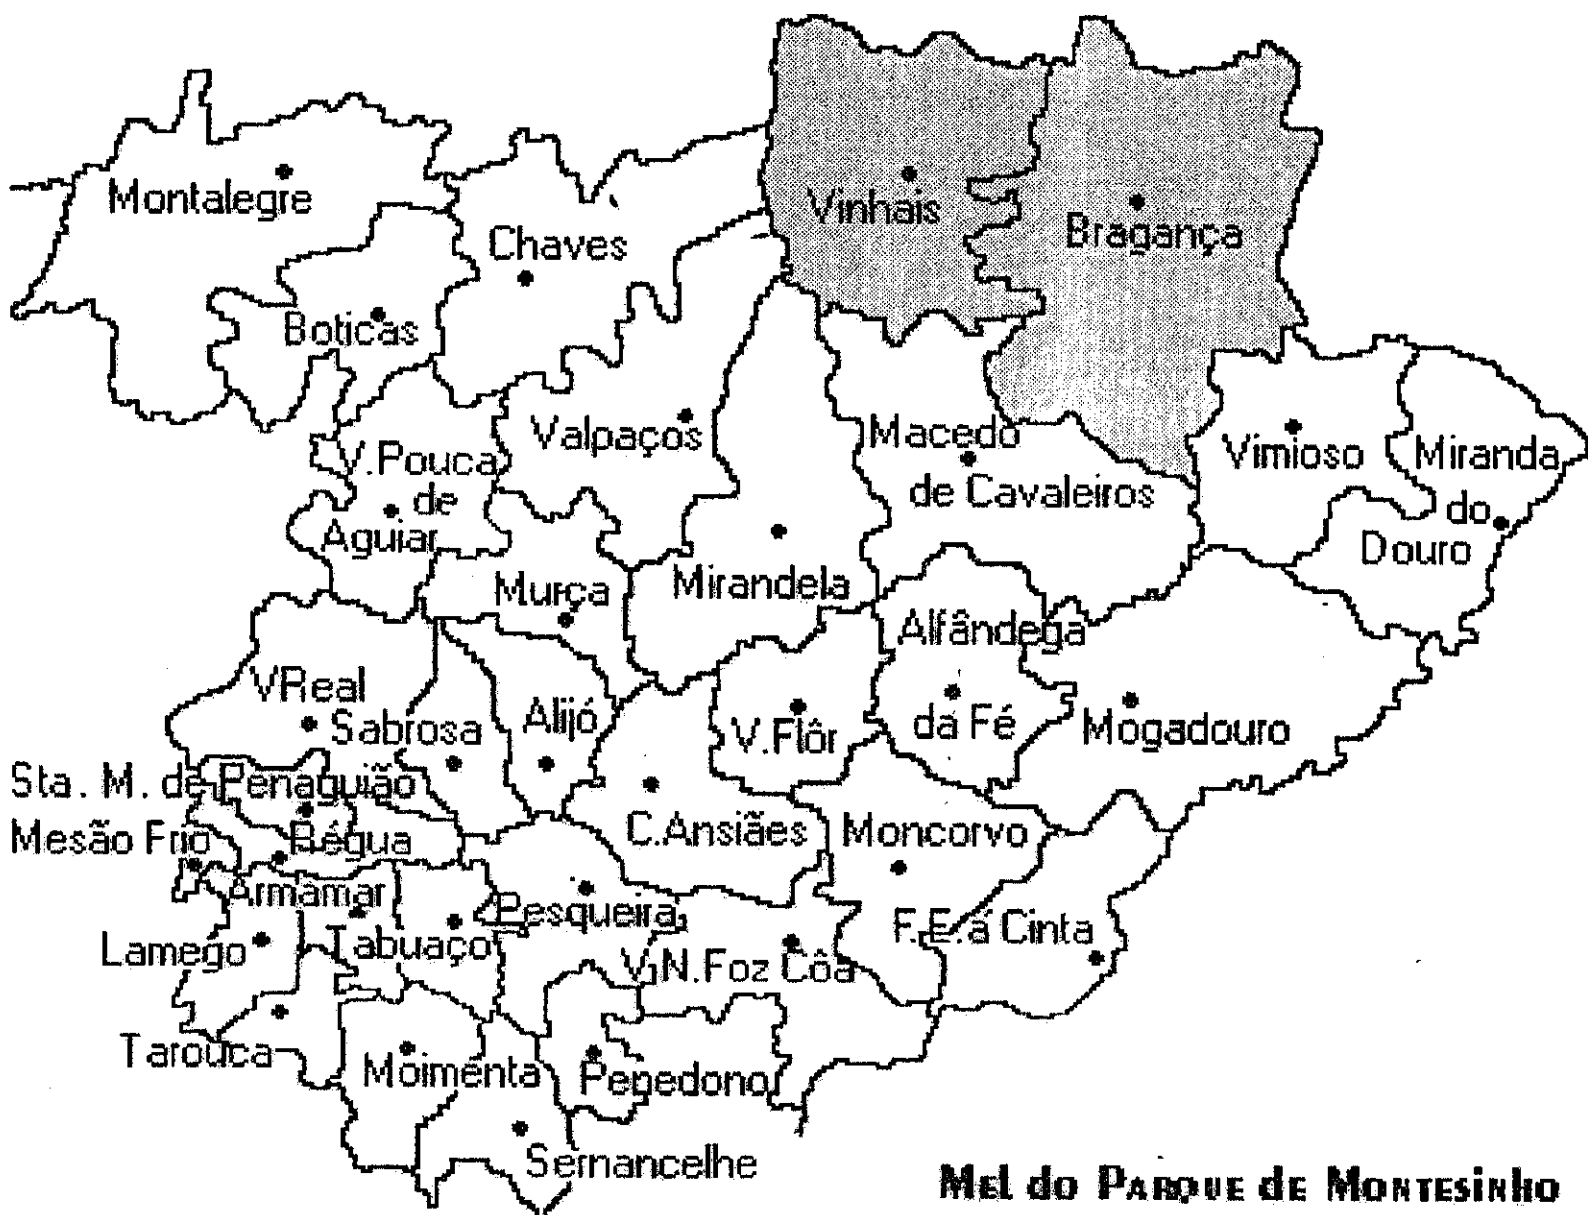 Montalegre
Vinhais
Bragança
Chaves
Boticas
Valpaços
Macedo
de Cavaleiros
Vimioso
Miranda
do
Douro
V.Pouca
de
Aguiar
Murça
Mirandela
Alfândega
da Fé
VReal
Sabrosa
Alijó
V.Flôr
Mogadouro
Sta. M. de Penaguião
Mesão Frio
Régua
C.Ansiães
Moncorvo
Armamar
Pesqueira
Lamego
Tabuaço
V.N.Foz Côa
F.E.á Cinta
Tarouca
Moimenta
Penedono
Sernancelhe
Mel do Parque de Montesinho